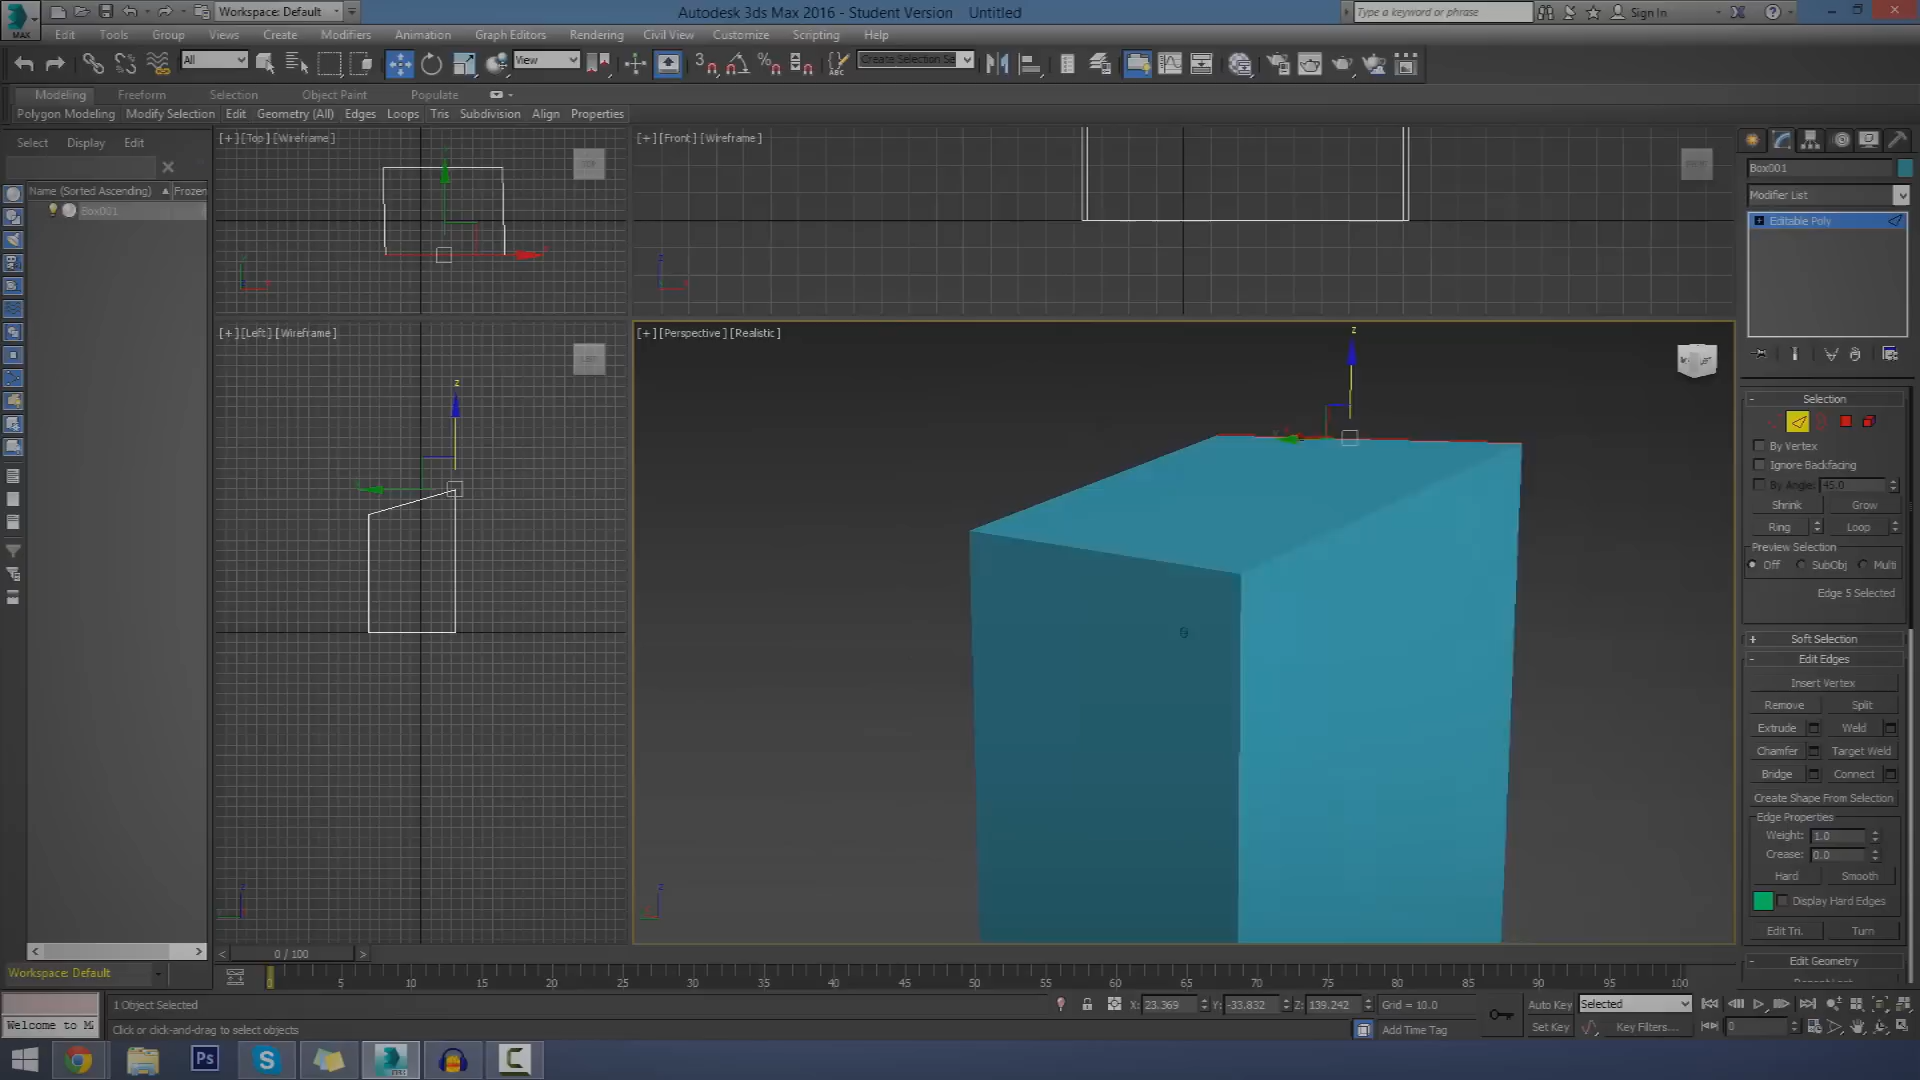 Workspace: Default
Autodesk 3ds Max 2016 - Student Version Untitled
Type a keyword or phrase
Sign In
MAX
Edit Tools Group Views Create Modifiers Animation Graph Editors Rendering Civil View Customize Scripting Help
All
View
3
Create Selection Se
Modeling Freeform Selection Object Paint Populate
Polygon Modeling Modify Selection Edit Geometry (All) Edges Loops Tris Subdivision Align Properties
Select Display Edit
Name (Sorted Ascending) Frozen
Box001
[+] [Top] [Wireframe]
[+] [Front] [Wireframe]
[+] [Left] [Wireframe]
[+] [Perspective] [Realistic]
Box001
Modifier List
Editable Poly
Selection
By Vertex
Ignore Backfacing
By Angle: 45.0
Shrink Grow
Ring Loop
Preview Selection
Off SubObj Multi
Edge 5 Selected
Soft Selection
Edit Edges
Insert Vertex
Remove Split
Extrude Weld
Chamfer Target Weld
Bridge Connect
Create Shape From Selection
Edge Properties
Weight: 1.0
Crease: 0.0
Hard Smooth
Display Hard Edges
Edit Tri. Turn
Edit Geometry
0 / 100
Workspace: Default
5 10 15 20 25 30 35 40 45 50 55 60 65 70 75 80 85 90 95 100
1 Object Selected
X: 23.369 Y: -33.832 Z: 139.242 Grid = 10.0
Auto Key Selected
Welcome to M
Click or click-and-drag to select objects
Add Time Tag
Set Key Key Filters...
0
Ps
S
C